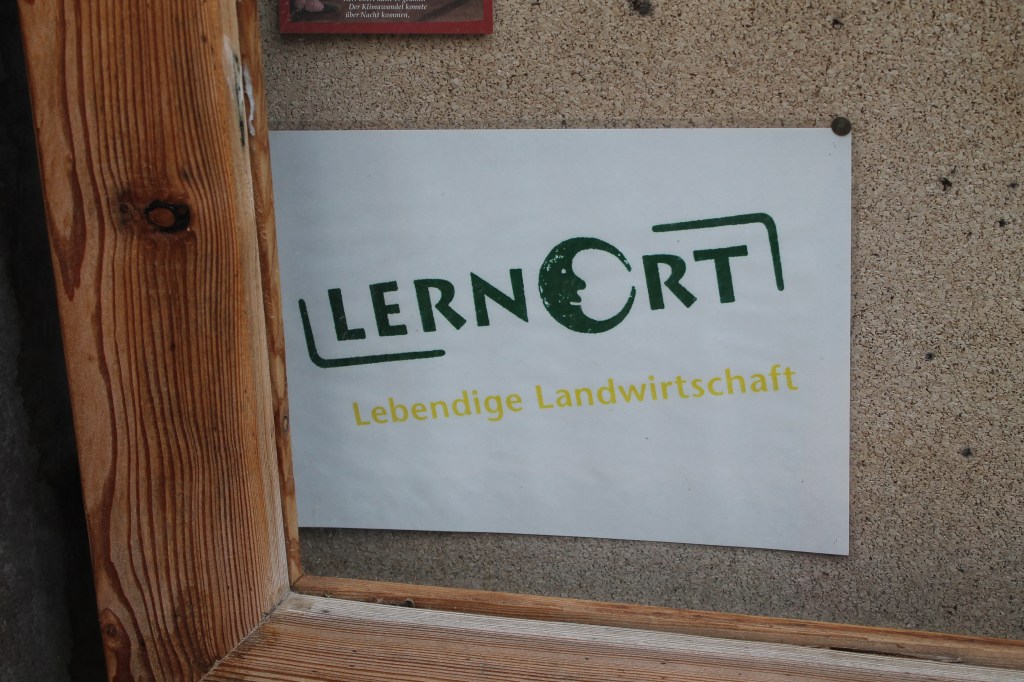 Der Klimawandel konnte
über Nacht kommen.
LERNORT
Lebendige Landwirtschaft